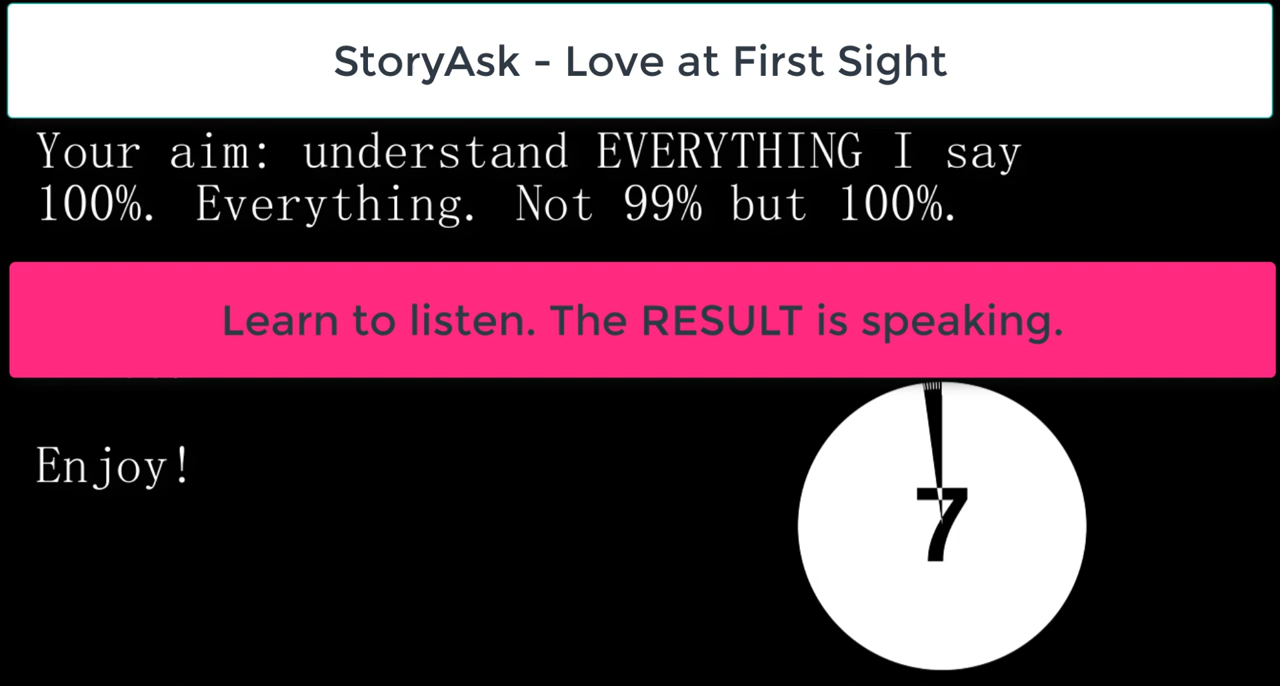 StoryAsk - Love at First Sight
Your aim: understand EVERYTHING I say
100%. Everything. Not 99% but 100%.
Learn to listen. The RESULT is speaking.
Enjoy!
7